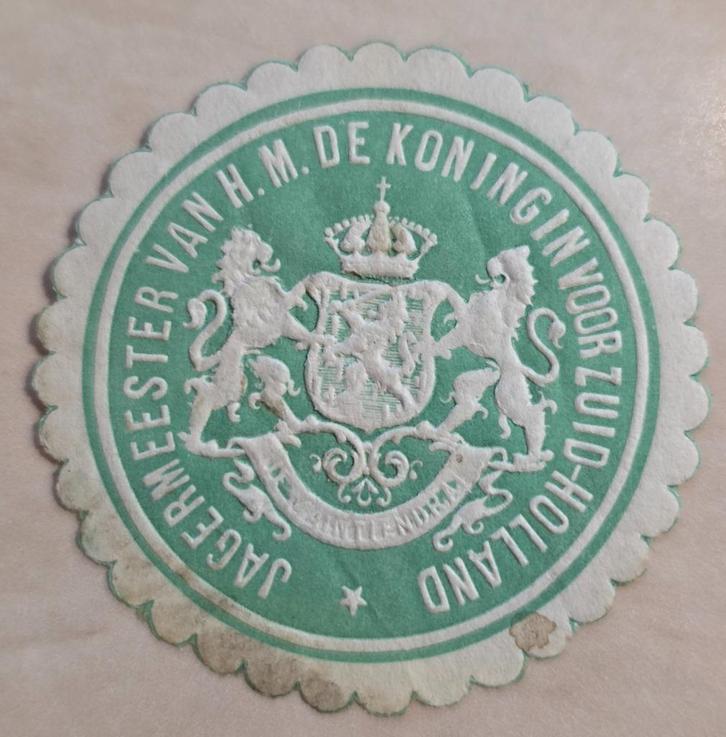 JAGERMEESTER VAN H.M. DE KONINGIN VOOR ZUID-HOLLAND